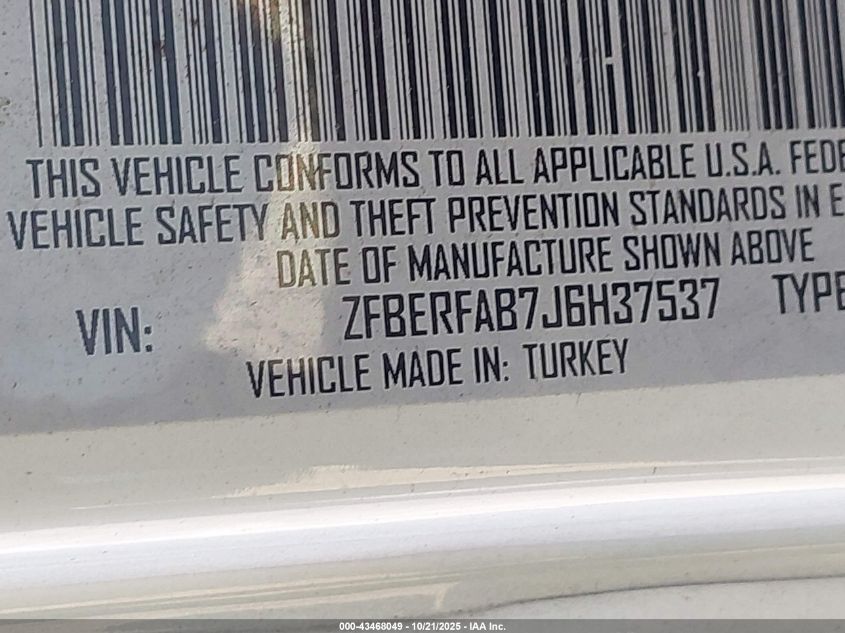 THIS VEHICLE CONFORMS TO ALL APPLICABLE U.S.A. FEDE
VEHICLE SAFETY AND THEFT PREVENTION STANDARDS IN E
DATE OF MANUFACTURE SHOWN ABOVE
VIN: ZFBERFAB7J6H37537 TYPE
VEHICLE MADE IN: TURKEY
000-43468049 - 10/21/2025 - IAA Inc.